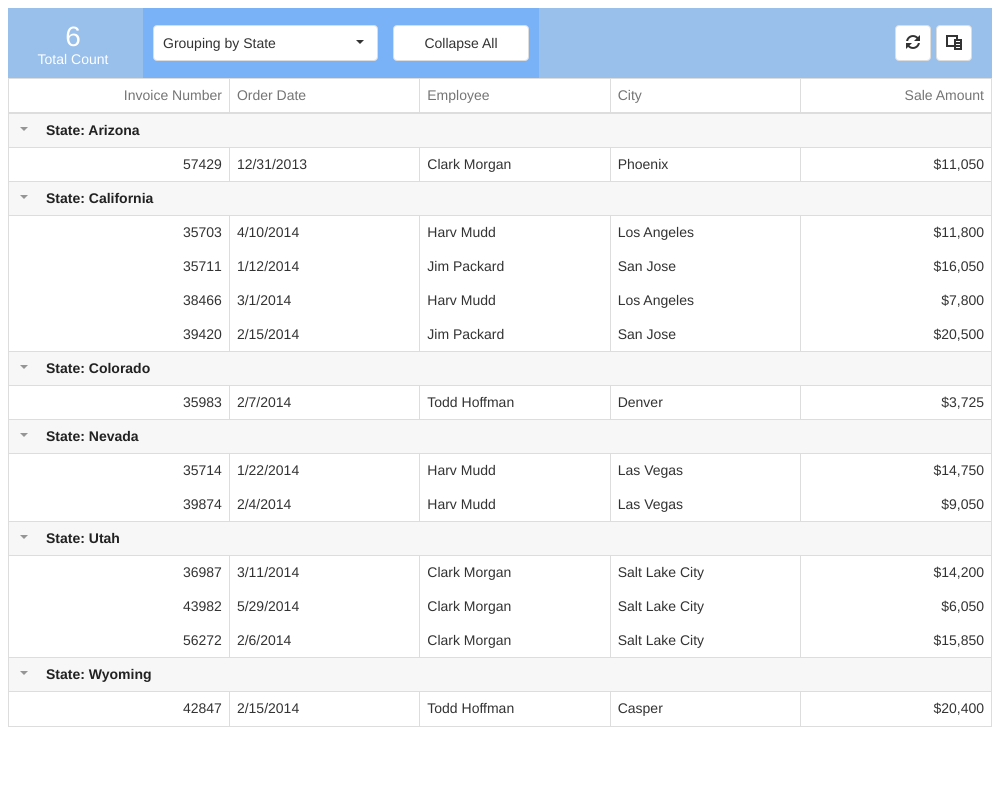 6
Total Count
Grouping by State
Collapse All
Invoice Number Order Date Employee City Sale Amount
State: Arizona
57429 12/31/2013 Clark Morgan Phoenix $11,050
State: California
35703 4/10/2014 Harv Mudd Los Angeles $11,800
35711 1/12/2014 Jim Packard San Jose $16,050
38466 3/1/2014 Harv Mudd Los Angeles $7,800
39420 2/15/2014 Jim Packard San Jose $20,500
State: Colorado
35983 2/7/2014 Todd Hoffman Denver $3,725
State: Nevada
35714 1/22/2014 Harv Mudd Las Vegas $14,750
39874 2/4/2014 Harv Mudd Las Vegas $9,050
State: Utah
36987 3/11/2014 Clark Morgan Salt Lake City $14,200
43982 5/29/2014 Clark Morgan Salt Lake City $6,050
56272 2/6/2014 Clark Morgan Salt Lake City $15,850
State: Wyoming
42847 2/15/2014 Todd Hoffman Casper $20,400